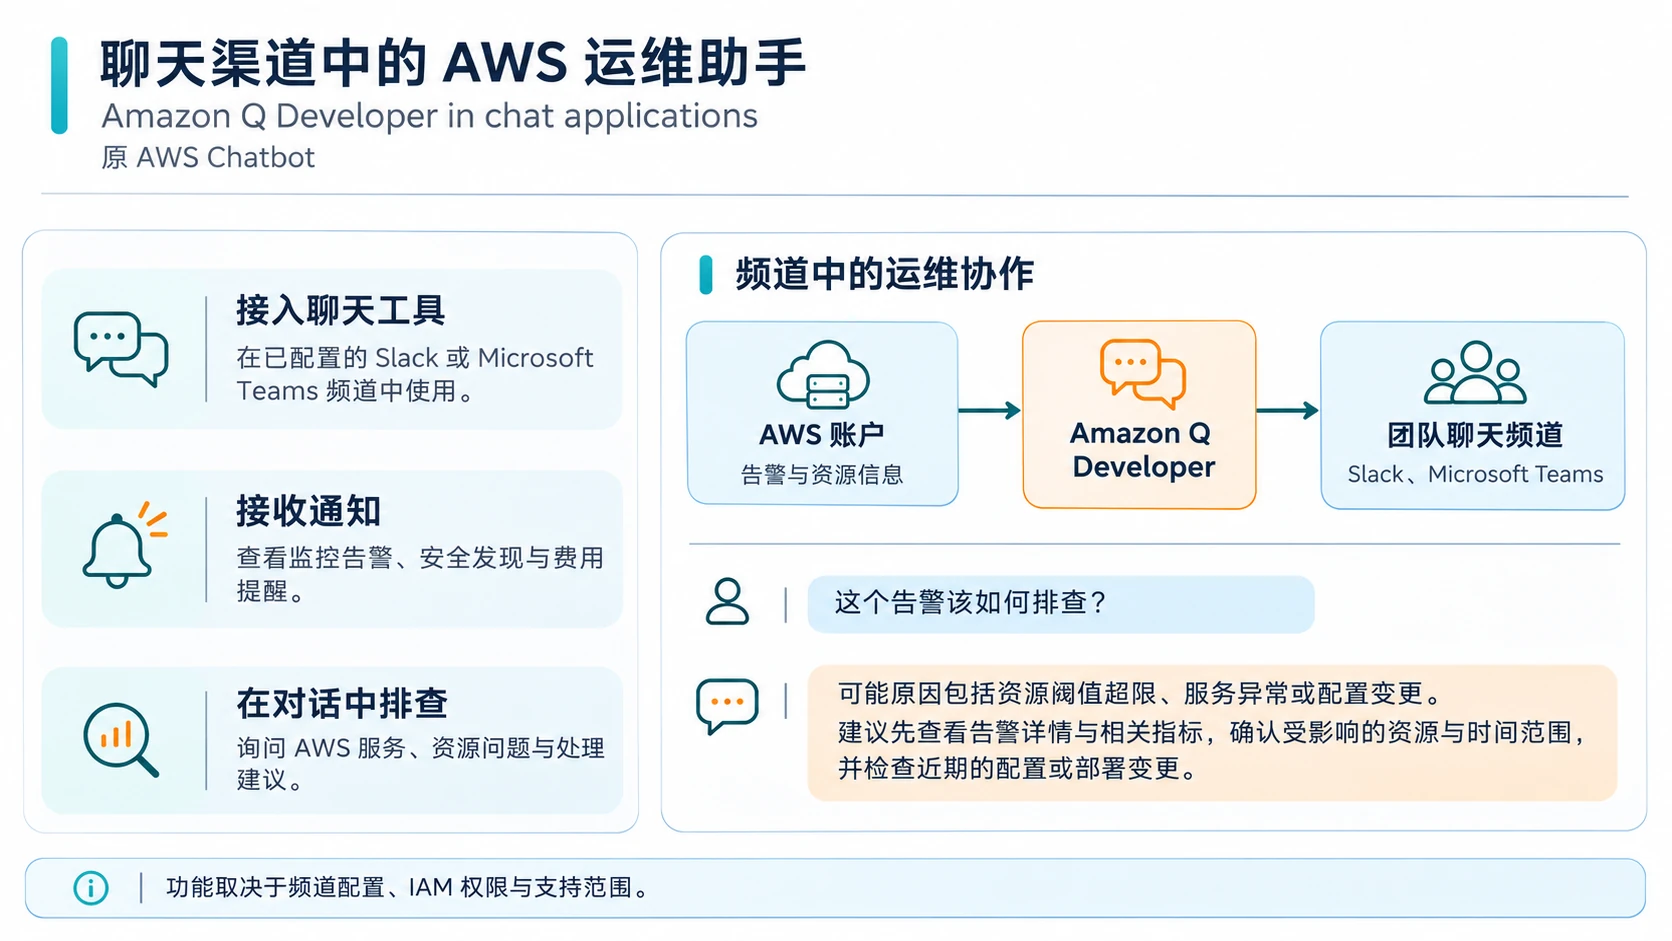 聊天渠道中的 AWS 运维助手
Amazon Q Developer in chat applications
原 AWS Chatbot
接入聊天工具
在已配置的 Slack 或 Microsoft
Teams 频道中使用。
接收通知
查看监控告警、安全发现与费用
提醒。
在对话中排查
询问 AWS 服务、资源问题与处理
建议。
频道中的运维协作
AWS 账户
告警与资源信息
Amazon Q
Developer
团队聊天频道
Slack、Microsoft Teams
这个告警该如何排查？
可能原因包括资源阈值超限、服务异常或配置变更。
建议先查看告警详情与相关指标，确认受影响的资源与时间范围，
并检查近期的配置或部署变更。
功能取决于频道配置、IAM 权限与支持范围。